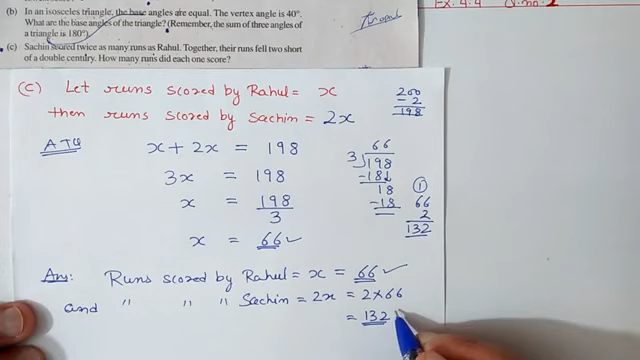 (b) In an isosceles triangle, the base angles are equal. The vertex angle is 40°.
What are the base angles of the triangle? (Remember, the sum of three angles of
a triangle is 180°).
(c) Sachin scored twice as many runs as Rahul. Together, their runs fell two short
of a double century. How many runs did each one score?
(C) Let runs scored by Rahul = x
then runs scored by Sachin = 2x
200
- 2
198
ATQ
x + 2x = 198
3x = 198
x = 198
3
x = 66 ✓
66
3 198
-18↓
18
-18
①
66
2
132
Ans: Runs scored by Rahul = x = 66 ✓
and " " " Sachin = 2x = 2×66
= 132